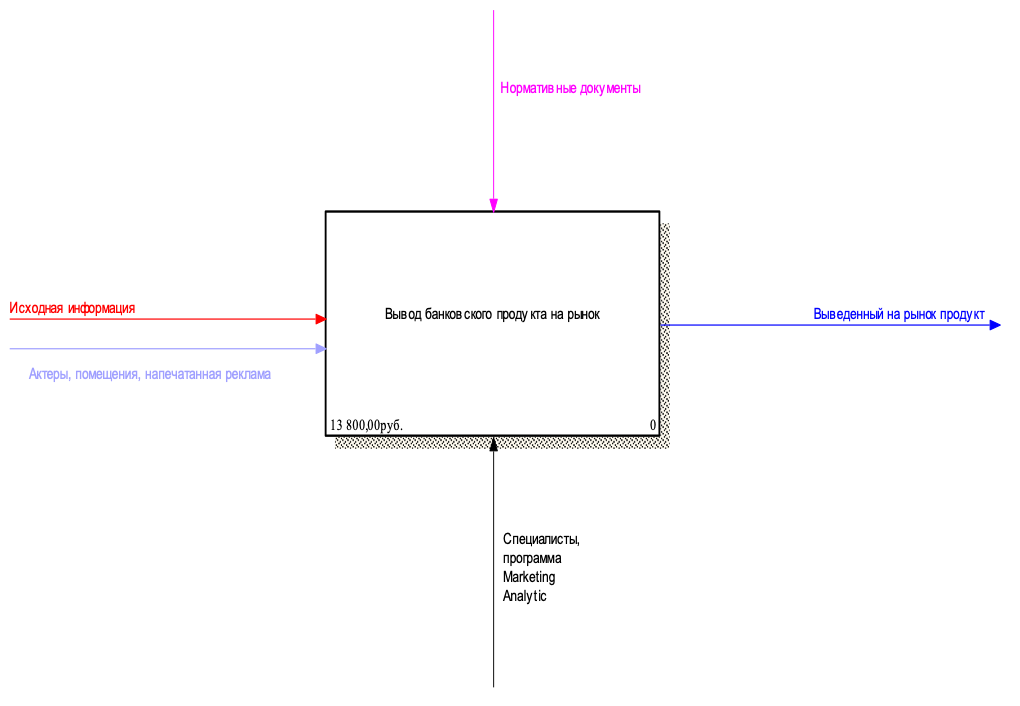 Нормативные документы
Исходная информация
Вывод банковского продукта на рынок
Выведенный на рынок продукт
Актеры, помещения, напечатанная реклама
13 800,00руб.
0
Специалисты,
программа
Marketing
Analytic